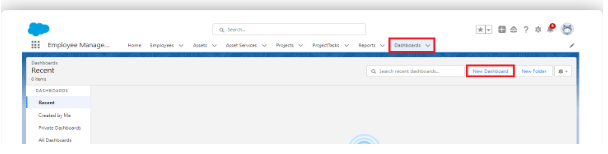 Search...
Employee Manage...
Home Employees Assets Asset Services Projects ProjectTasks Reports Dashboards
Dashboards
Recent
0 items
Search recent dashboards...
New Dashboard
New Folder
DASHBOARDS
Recent
Created by Me
Private Dashboards
All Dashboards